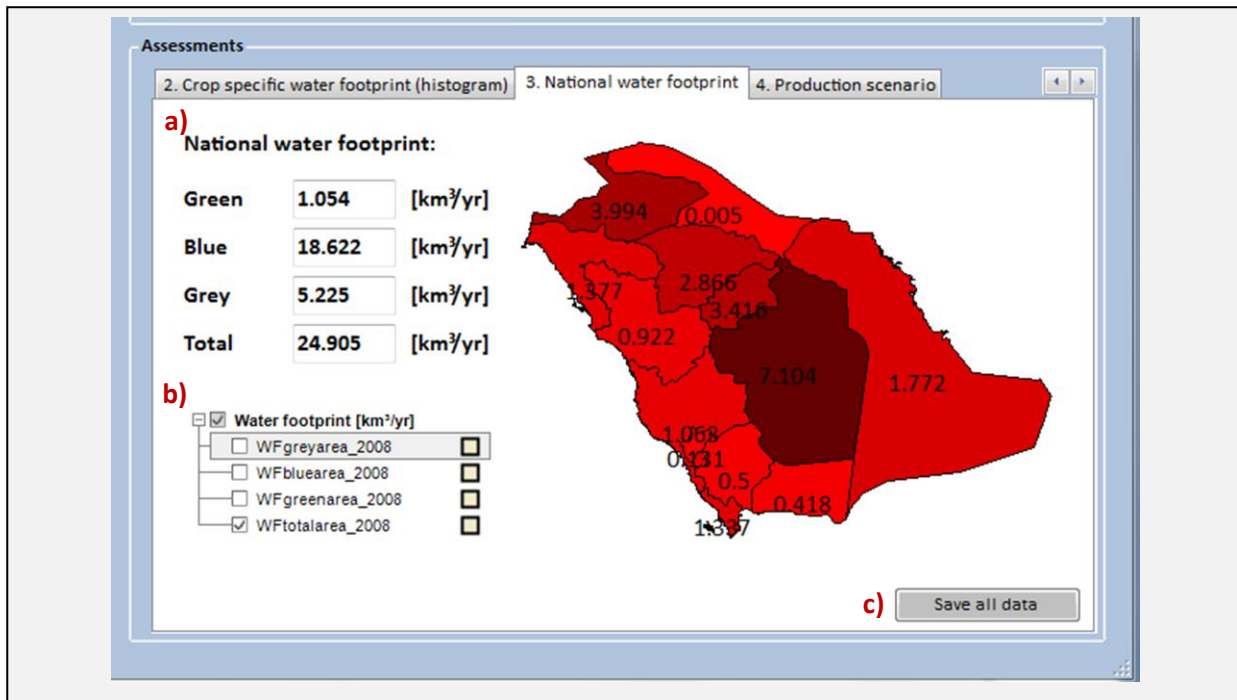 Assessments
2. Crop specific water footprint (histogram)
3. National water footprint
4. Production scenario
a)
National water footprint:
Green 1.054 [km³/yr]
Blue 18.622 [km³/yr]
Grey 5.225 [km³/yr]
Total 24.905 [km³/yr]
b)
Water footprint [km³/yr]
WFgreyarea_2008
WFbluearea_2008
WFgreenarea_2008
WFtotalarea_2008
3.994
0.005
2.866
1.377
3.416
0.922
7.104
1.772
0.5
0.418
c)
Save all data